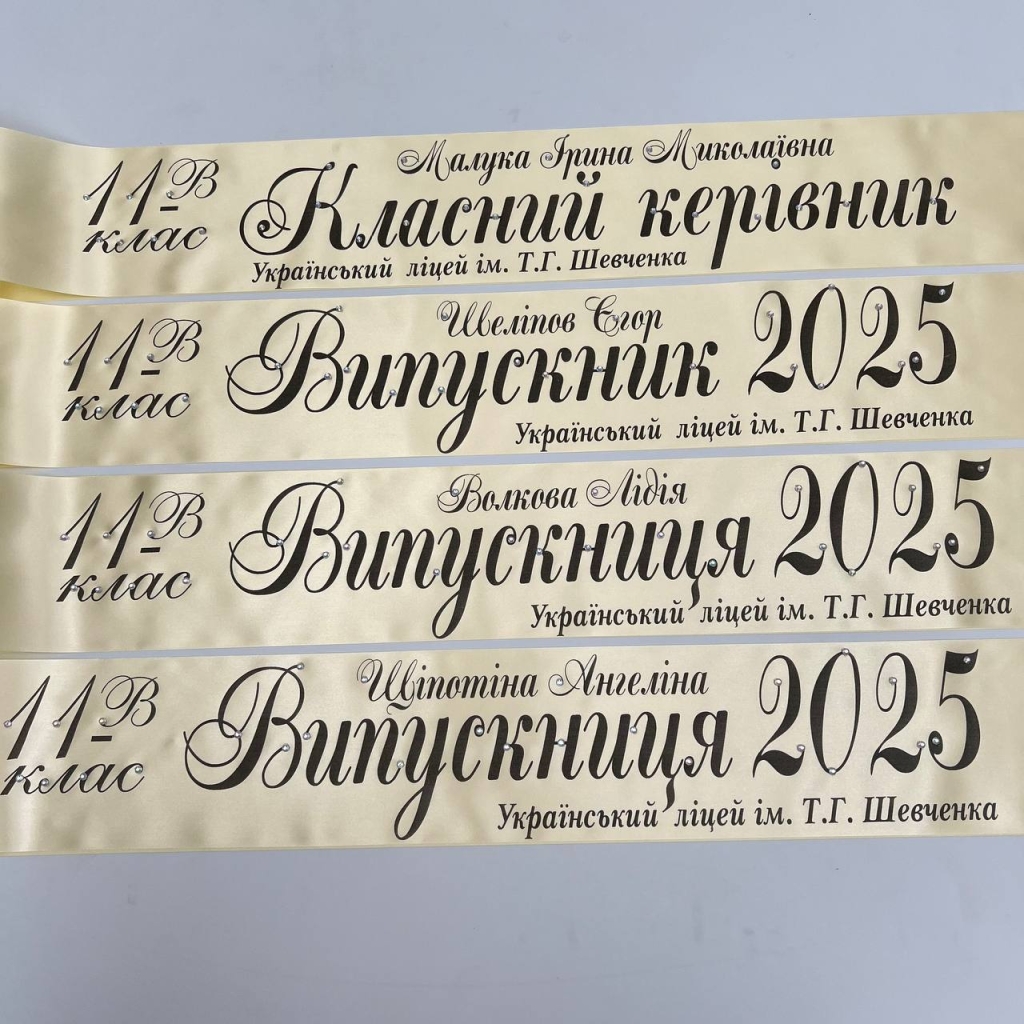 11-В
клас
Малука Ірина Миколаївна
Класний керівник
Український ліцей ім. Т.Г. Шевченка
11-В
клас
Шеліпов Єгор
Випускник 2025
Український ліцей ім. Т.Г. Шевченка
11-В
клас
Волкова Лідія
Випускниця 2025
Український ліцей ім. Т.Г. Шевченка
11-В
клас
Щіпотіна Ангеліна
Випускниця 2025
Український ліцей ім. Т.Г. Шевченка